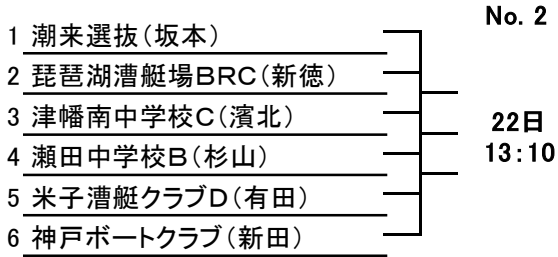 No. 2
1 潮来選抜(坂本)
2 琵琶湖漕艇場BRC(新徳)
3 津幡南中学校C(濱北)
4 瀬田中学校B(杉山)
5 米子漕艇クラブD(有田)
6 神戸ボートクラブ(新田)
22日
13:10